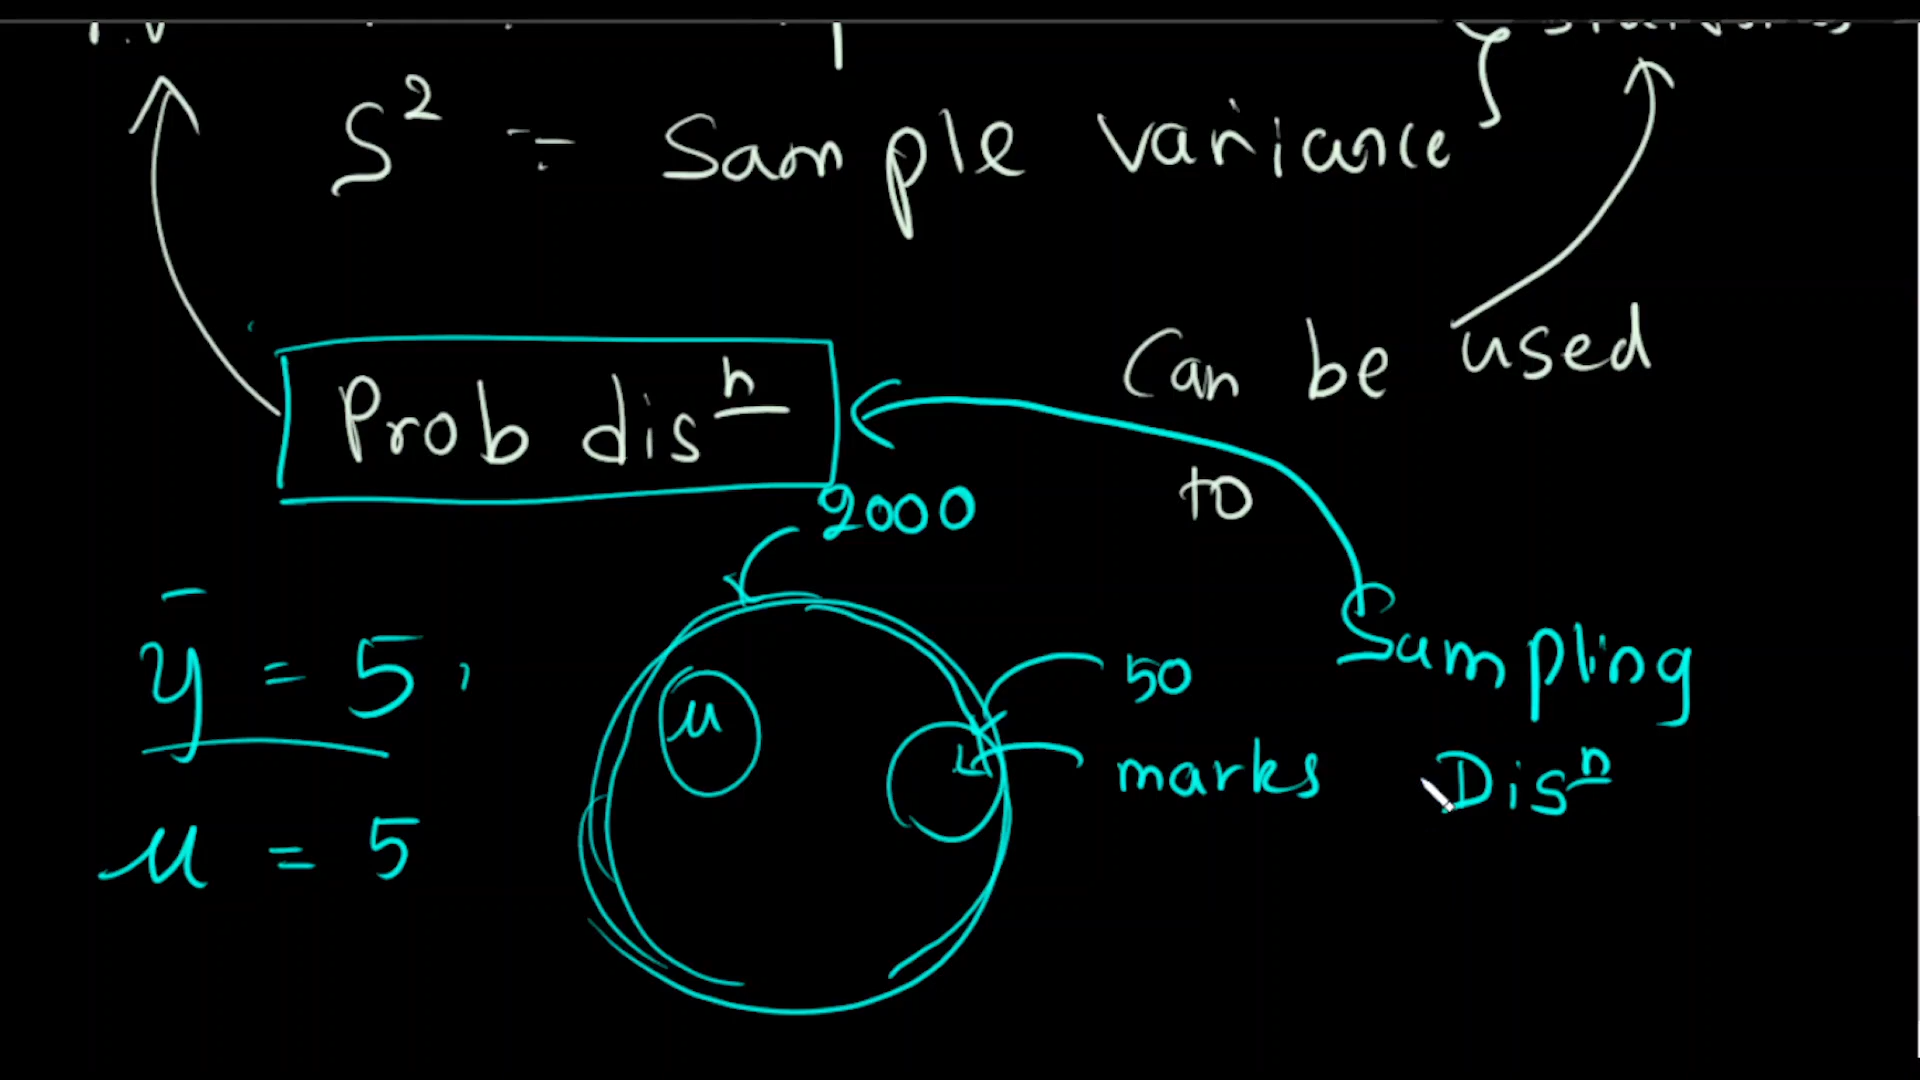 S² = Sample variance
Can be used
Prob disⁿ
to
2000
ȳ = 5,
50
Sampling
μ
marks
Disⁿ
μ = 5